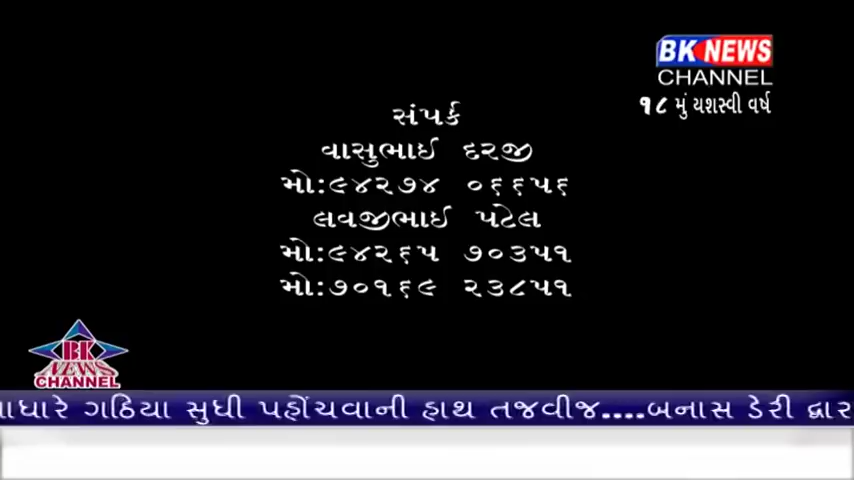 BK NEWS
CHANNEL
૧૮ મું યશસ્વી વર્ષ
સંપર્ક
વાસુભાઈ દરજી
મો:૯૪૨૭૪ ૦૬૬૫૬
લવજીભાઈ પટેલ
મો:૯૪૨૬૫ ૭૦૩૫૧
મો:૭૦૧૬૯ ૨૩૮૫૧
BK
NEWS
CHANNEL
ાધારે ગઠિયા સુધી પહોંચવાની હાથ તજવીજ....બનાસ ડેરી દ્વાર